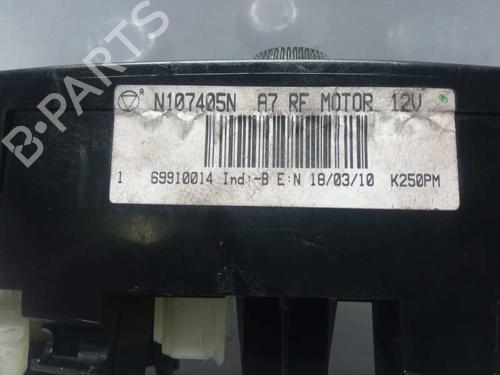 B-PARTS
R N107405N A7 RF MOTOR 12V
1 69910014 Ind:-B E:N 18/03/10 K250PM